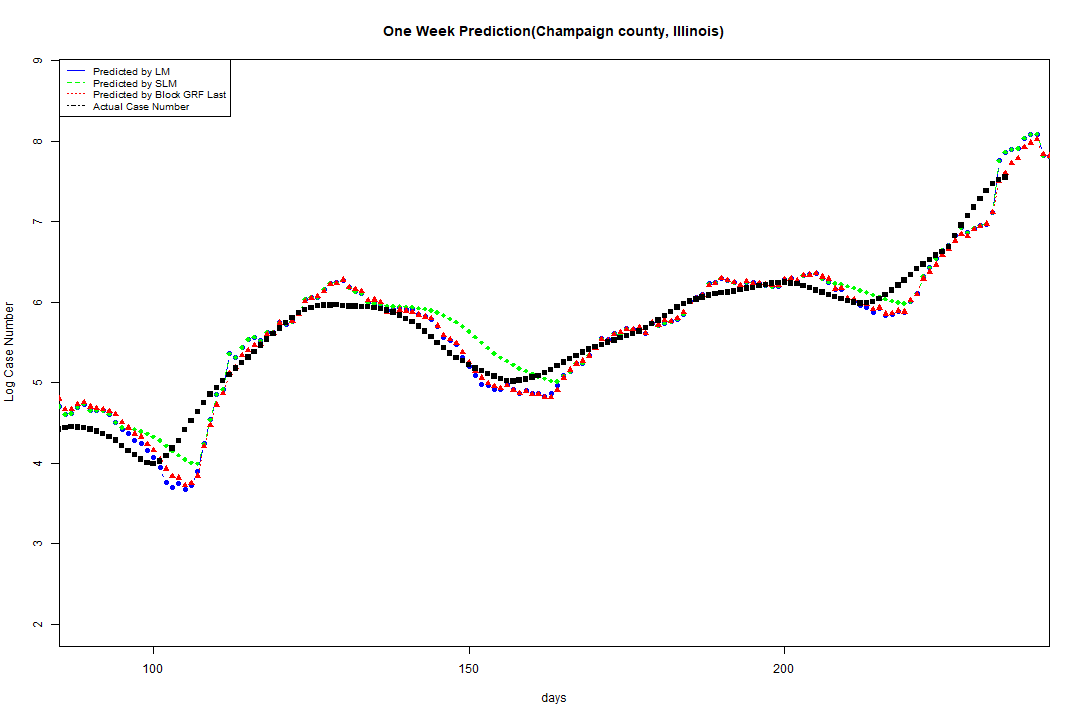 One Week Prediction(Champaign county, Illinois)
Predicted by LM
Predicted by SLM
Predicted by Block GRF Last
Actual Case Number
Log Case Number
9
8
7
6
5
4
3
2
100 150 200
days